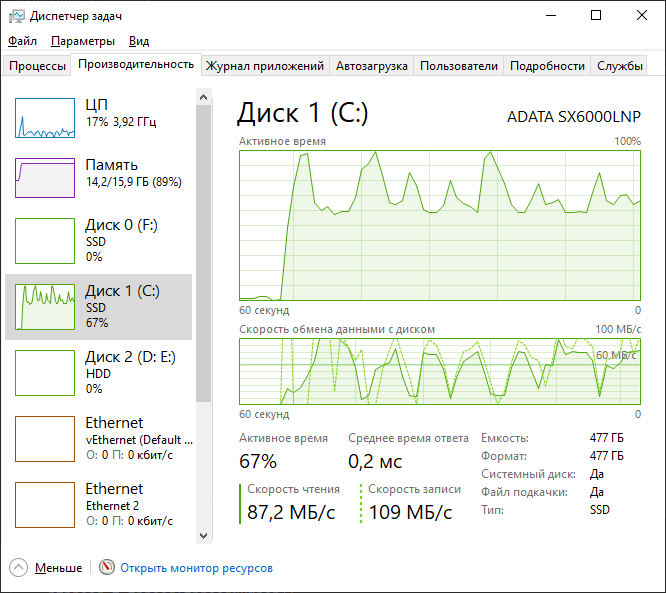 Диспетчер задач
Файл Параметры Вид
Процессы Производительность Журнал приложений Автозагрузка Пользователи Подробности Службы
ЦП
17% 3,92 ГГц
Память
14,2/15,9 ГБ (89%)
Диск 0 (F:)
SSD
0%
Диск 1 (C:)
SSD
67%
Диск 2 (D: E:)
HDD
0%
Ethernet
vEthernet (Default ...
О: 0 П: 0 кбит/с
Ethernet
Ethernet 2
О: 0 П: 0 кбит/с
Диск 1 (C:) ADATA SX6000LNP
Активное время 100%
60 секунд 0
Скорость обмена данными с диском 100 МБ/с
60 МБ/с
60 секунд 0
Активное время
67%
Среднее время ответа
0,2 мс
Скорость чтения
87,2 МБ/с
Скорость записи
109 МБ/с
Емкость: 477 ГБ
Формат: 477 ГБ
Системный диск: Да
Файл подкачки: Да
Тип: SSD
Меньше Открыть монитор ресурсов